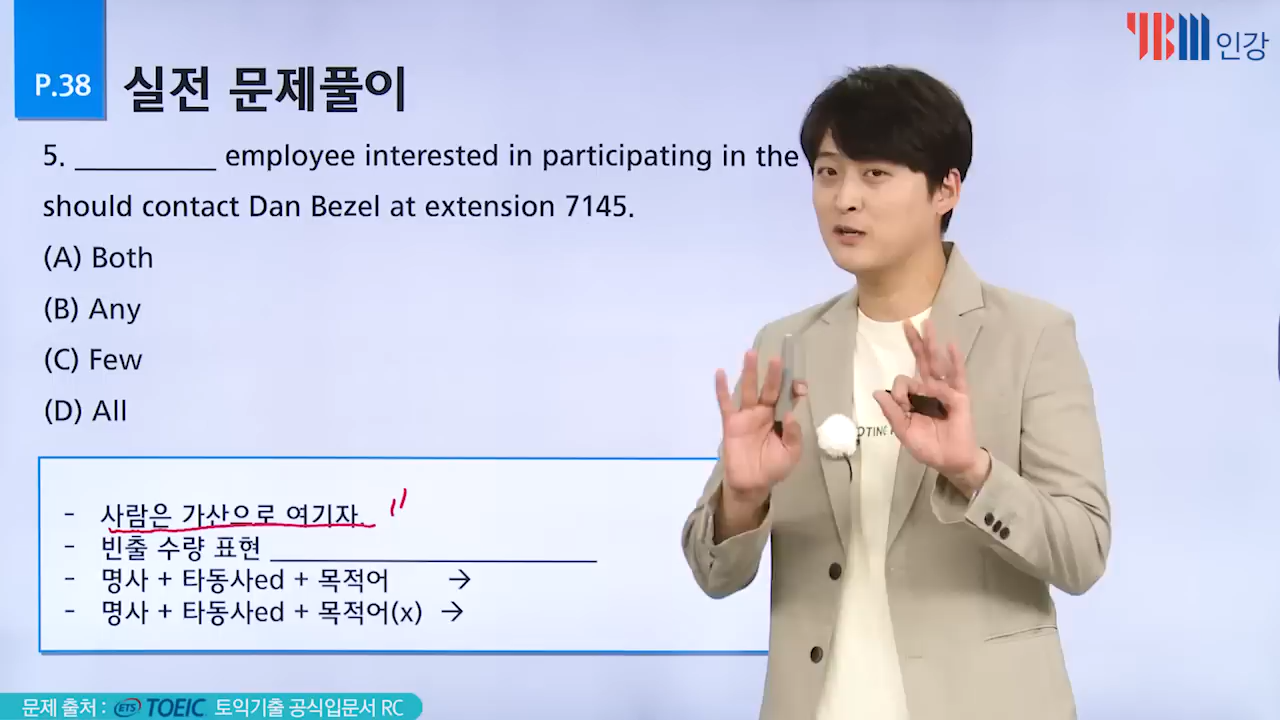 YBM 인강
P.38 실전 문제풀이
5. __________ employee interested in participating in the
should contact Dan Bezel at extension 7145.
(A) Both
(B) Any
(C) Few
(D) All
- 사람은 가산으로 여기자.
- 빈출 수량 표현 ______________________
- 명사 + 타동사ed + 목적어 →
- 명사 + 타동사ed + 목적어(x) →
문제 출처 : ETS TOEIC 토익기출 공식입문서 RC